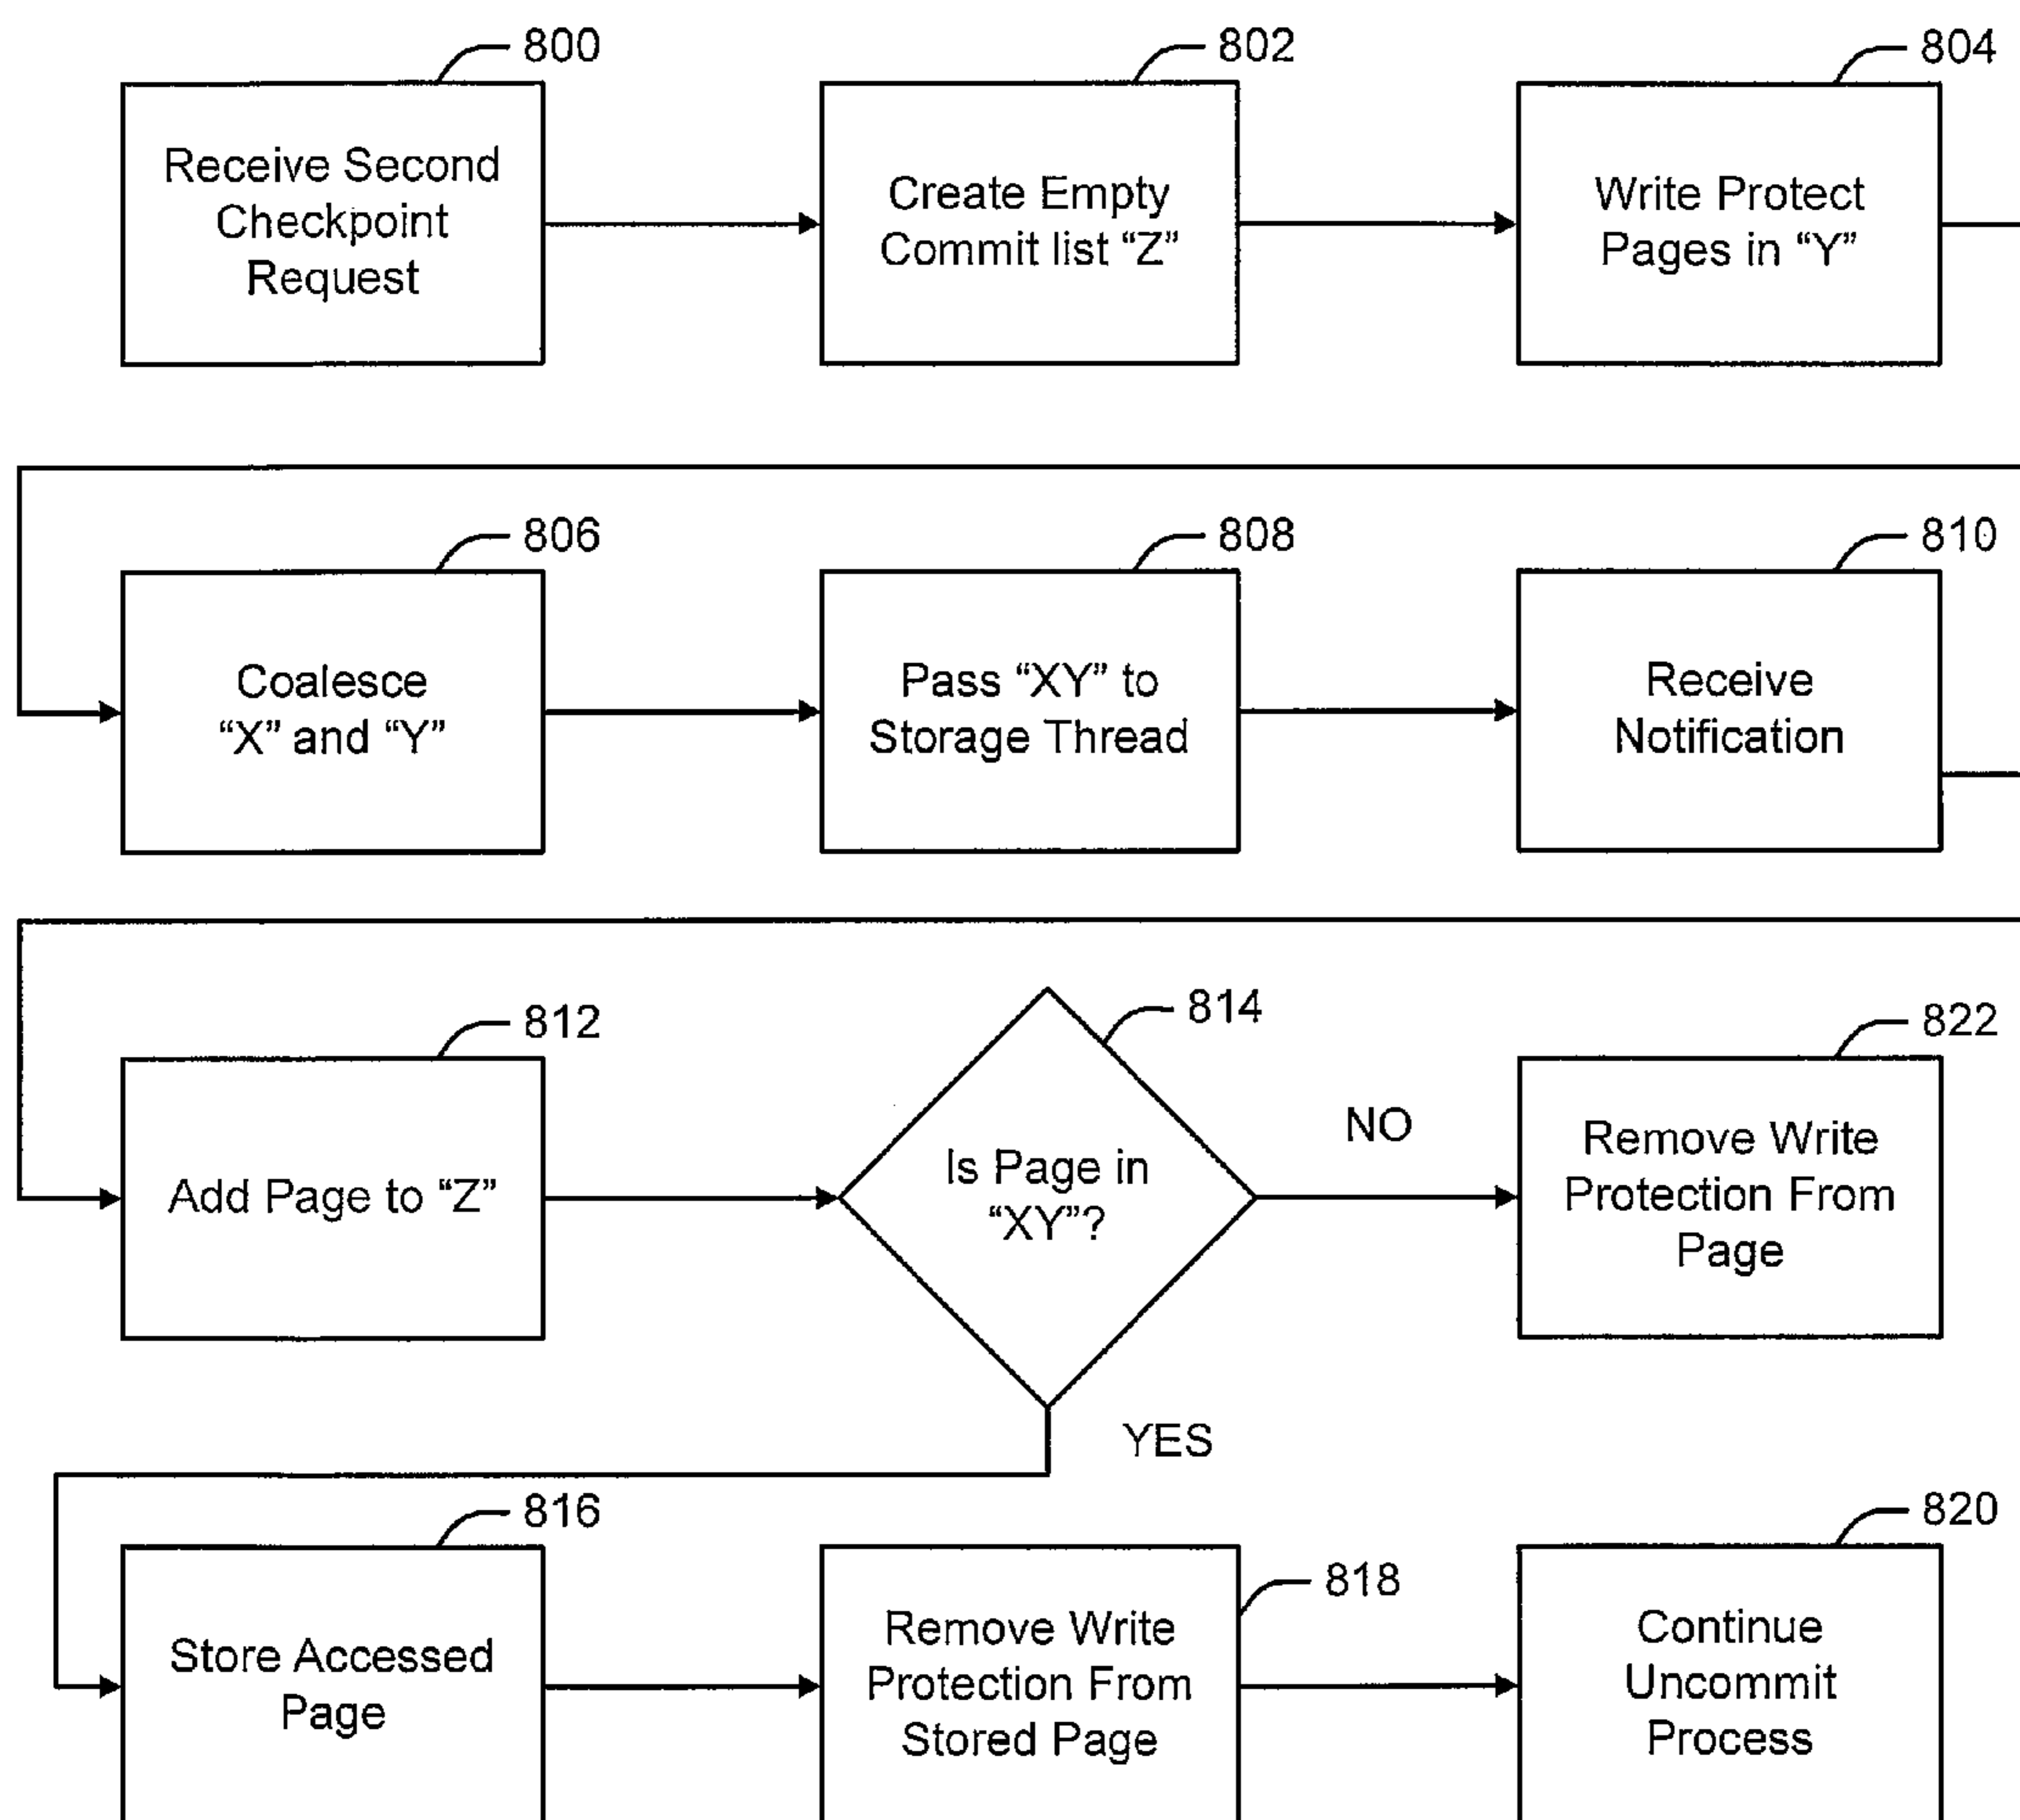 800
Receive Second
Checkpoint
Request
802
Create Empty
Commit list “Z”
804
Write Protect
Pages in “Y”
806
Coalesce
“X” and “Y”
808
Pass “XY” to
Storage Thread
810
Receive
Notification
812
Add Page to “Z”
814
Is Page in
“XY”?
NO
822
Remove Write
Protection From
Page
YES
816
Store Accessed
Page
818
Remove Write
Protection From
Stored Page
820
Continue
Uncommit
Process